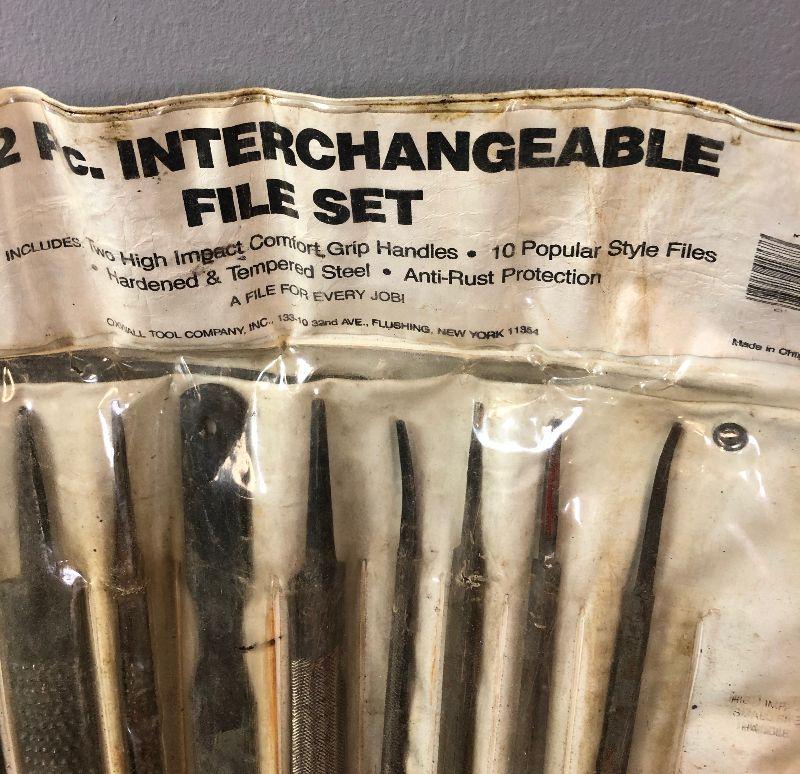 2 Pc. INTERCHANGEABLE
FILE SET
INCLUDES: Two High Impact Comfort Grip Handles • 10 Popular Style Files
• Hardened & Tempered Steel • Anti-Rust Protection
A FILE FOR EVERY JOB!
OXWALL TOOL COMPANY, INC., 133-10 32nd AVE., FLUSHING, NEW YORK 11354
Made in